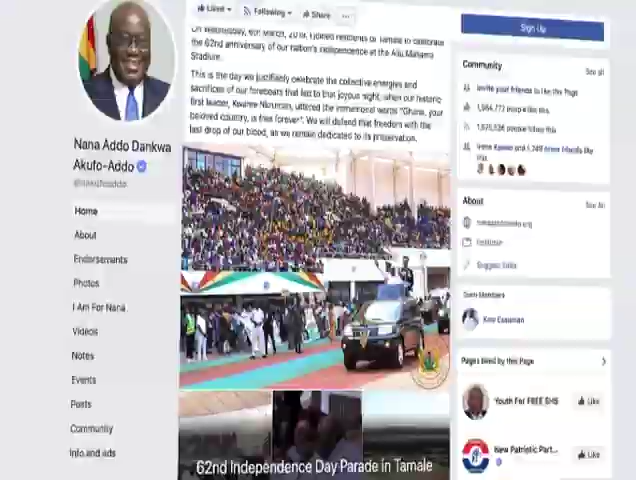 Liked Following Share ...
On Wednesday, 6th March, 2019, I joined residents of Tamale to celebrate
the 62nd anniversary of our nation's independence at the Aliu Mahama
Stadium.
This is the day we justifiably celebrate the collective energies and
sacrifices of our forebears that led to that joyous night, when our historic
first leader, Kwame Nkrumah, uttered the immemorial words "Ghana, your
beloved country, is free forever". We will defend that freedom with the
last drop of our blood, as we remain dedicated to its preservation.
62nd Independence Day Parade in Tamale
Nana Addo Dankwa
Akufo-Addo
@nakufoaddo
Home
About
Endorsements
Photos
I Am For Nana
Videos
Notes
Events
Posts
Community
Info and ads
Sign Up
Community See all
Invite your friends to like this Page
people like this
people follow this
like
this
About See All
Suggest Edits
Team Members
Pages liked by this Page
Youth For FREE SHS Like
New Patriotic Part... Like